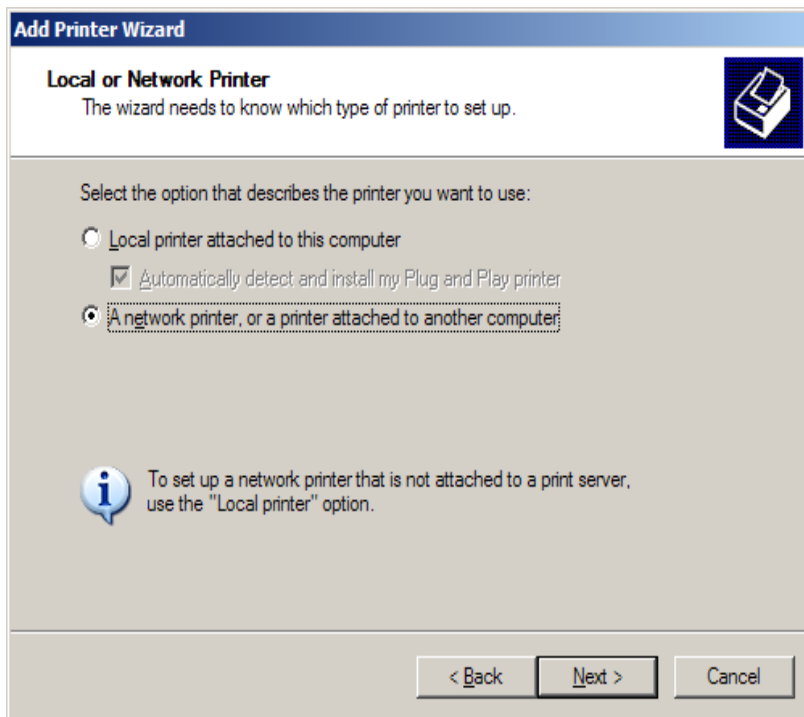 Add Printer Wizard
Local or Network Printer
The wizard needs to know which type of printer to set up.
Select the option that describes the printer you want to use:
Local printer attached to this computer
Automatically detect and install my Plug and Play printer
A network printer, or a printer attached to another computer
To set up a network printer that is not attached to a print server,
use the "Local printer" option.
< Back Next > Cancel